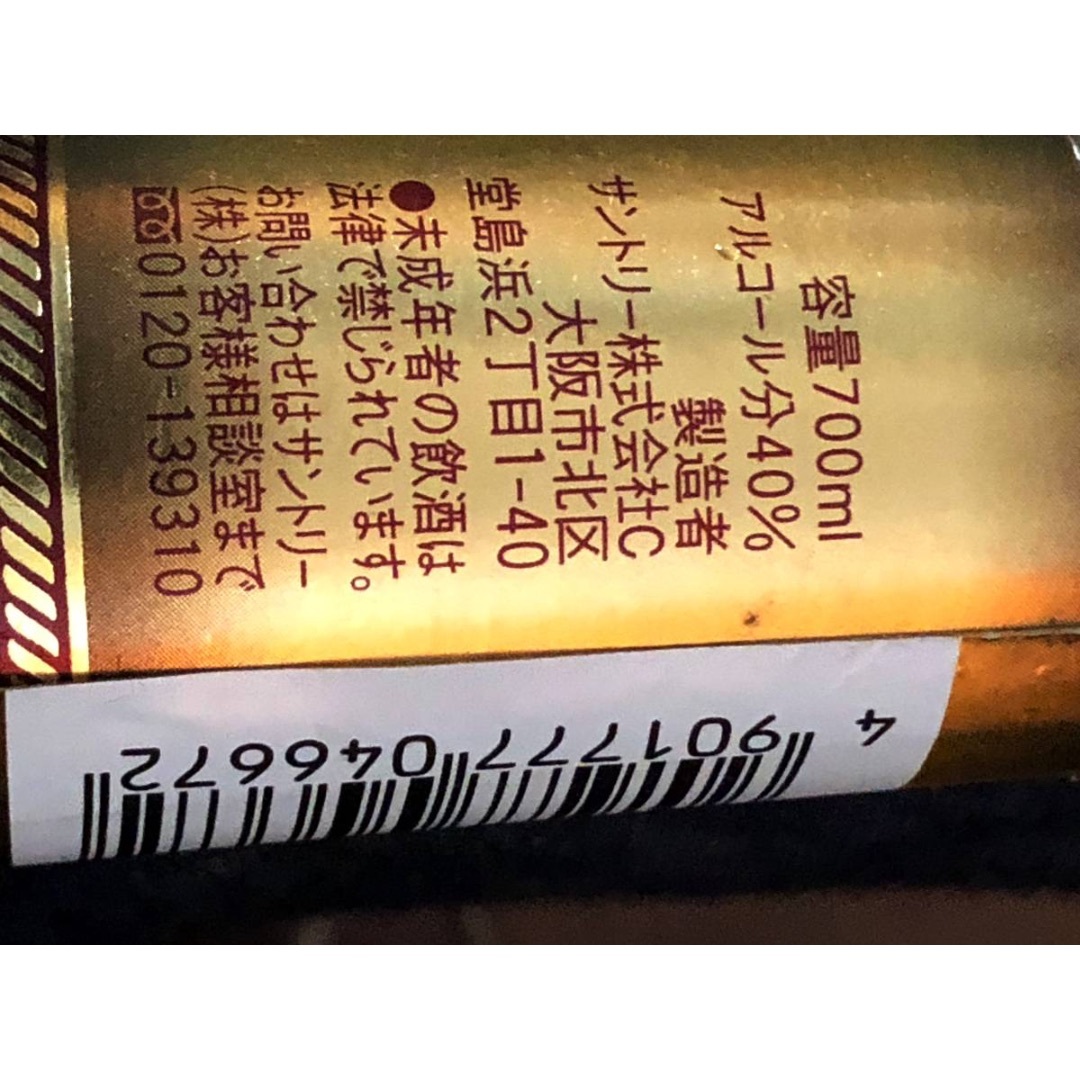 容量700ml
アルコール分40%
製造者
サントリー株式会社C
大阪市北区
堂島浜2丁目1-40
●未成年者の飲酒は
法律で禁じられています。
お問い合わせはサントリー
(株)お客様相談室まで
0120-139310
4 901777 046672